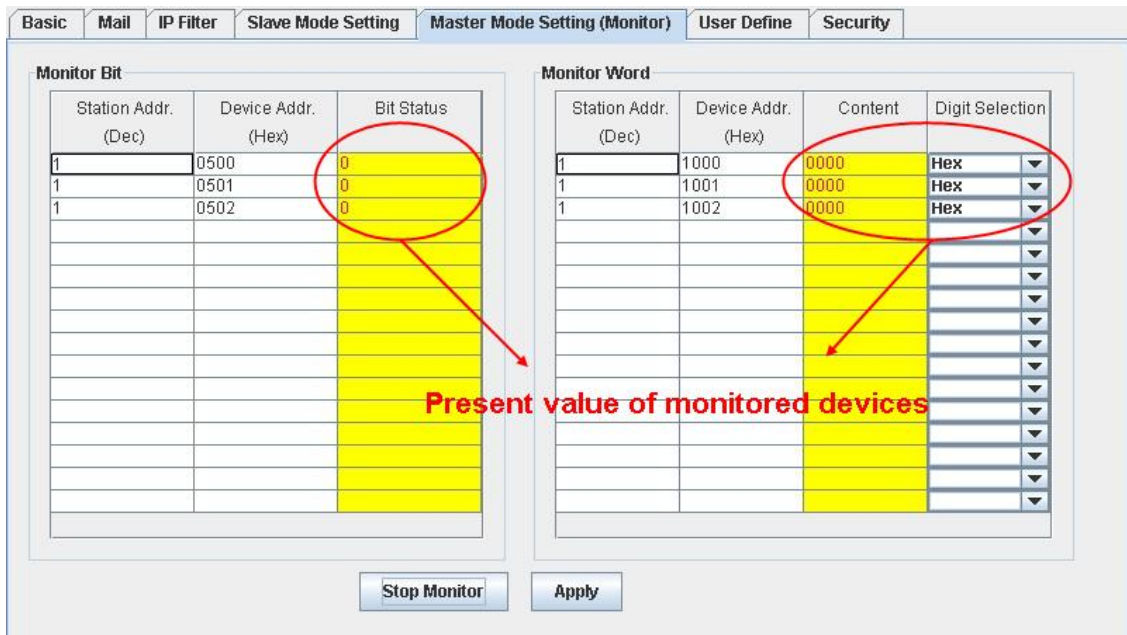 Basic Mail IP Filter Slave Mode Setting Master Mode Setting (Monitor) User Define Security
Monitor Bit Monitor Word
Station Addr. Device Addr. Bit Status Station Addr. Device Addr. Content Digit Selection
(Dec) (Hex) (Dec) (Hex)
1 0500 0 1 1000 0000 Hex
1 0501 0 1 1001 0000 Hex
1 0502 0 1 1002 0000 Hex
Present value of monitored devices
Stop Monitor Apply